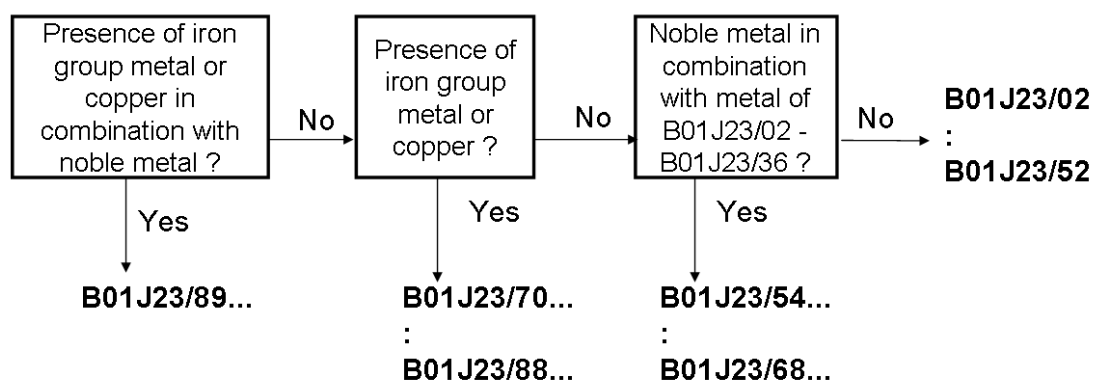 Presence of iron
group metal or
copper in
combination with
noble metal ?
No
Yes
B01J23/89...
Presence of
iron group
metal or
copper ?
No
Yes
B01J23/70...
:
B01J23/88...
Noble metal in
combination
with metal of
B01J23/02 -
B01J23/36 ?
No
Yes
B01J23/54...
:
B01J23/68...
B01J23/02
:
B01J23/52